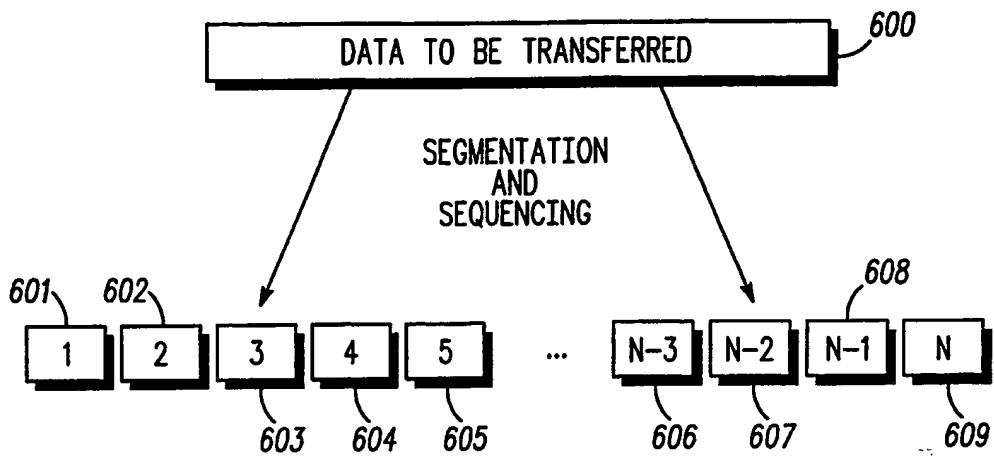 600
DATA TO BE TRANSFERRED
SEGMENTATION
AND
SEQUENCING
601 602 608
1 2 3 4 5 ... N-3 N-2 N-1 N
603 604 605 606 607 609